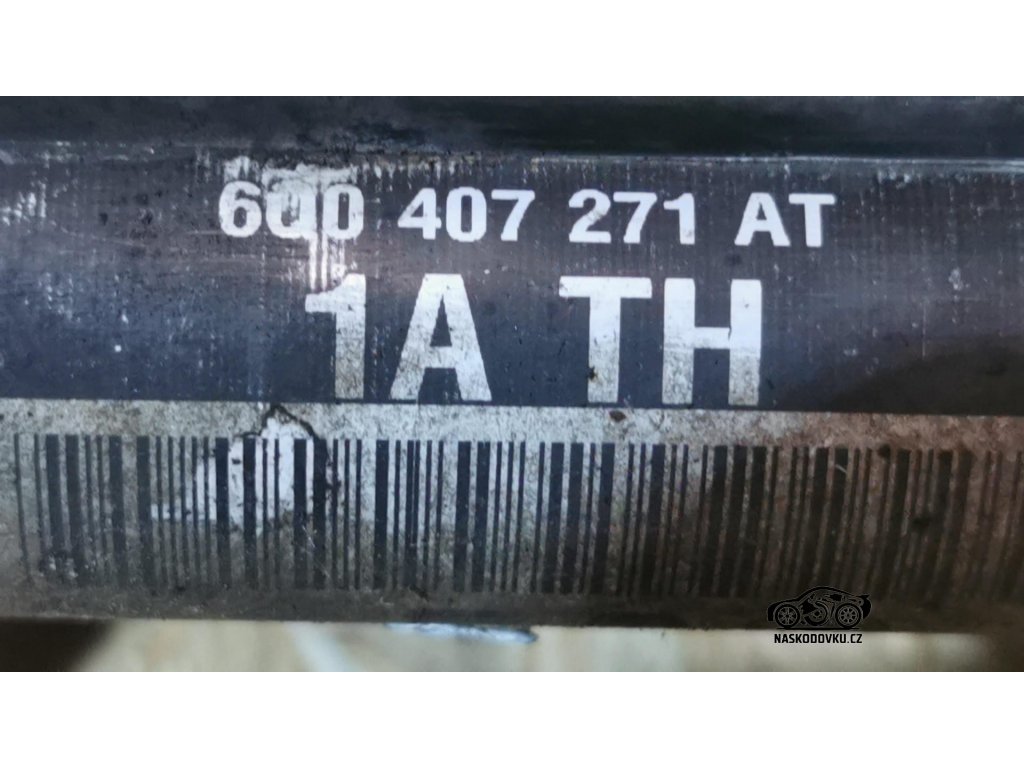 6Q0 407 271 AT
1A TH
NASKODOVKU.CZ